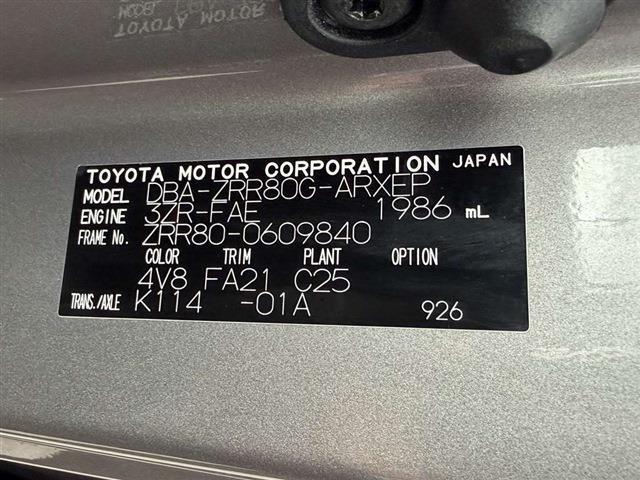 TOYOTA MOTOR CORPORATION JAPAN
MODEL DBA-ZRR80G-ARXEP
ENGINE 3ZR-FAE 1986 mL
FRAME No. ZRR80-0609840
COLOR TRIM PLANT OPTION
4V8 FA21 C25
TRANS./AXLE K114 -01A 926